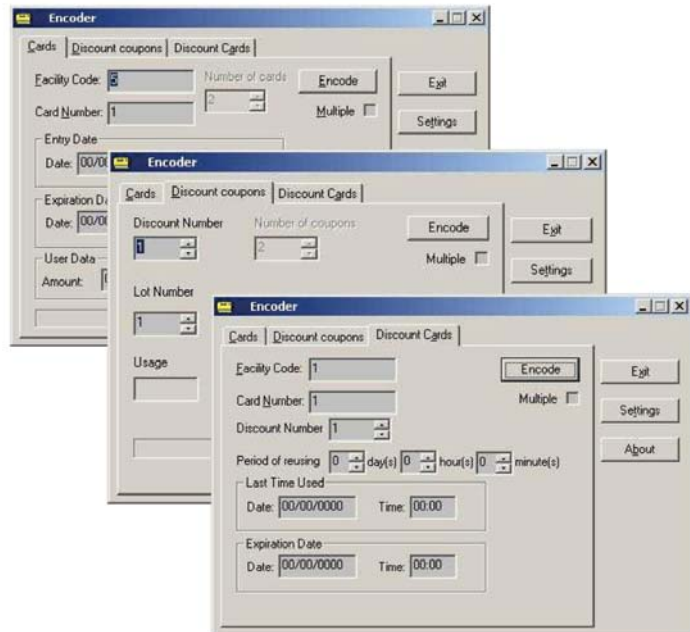 Encoder
Cards Discount coupons Discount Cards
Facility Code: 5
Number of cards
2
Encode
Exit
Card Number: 1
Multiple
Settings
Entry Date
Date: 00/00
Expiration Da
Date: 00/00
User Data
Amount:
Encoder
Cards Discount coupons Discount Cards
Discount Number
Number of coupons
Encode
Exit
1
2
Multiple
Settings
Lot Number
1
Usage
Encoder
Cards Discount coupons Discount Cards
Facility Code: 1
Encode
Exit
Card Number: 1
Multiple
Settings
Discount Number 1
About
Period of reusing 0 day(s) 0 hour(s) 0 minute(s)
Last Time Used
Date: 00/00/0000 Time: 00:00
Expiration Date
Date: 00/00/0000 Time: 00:00